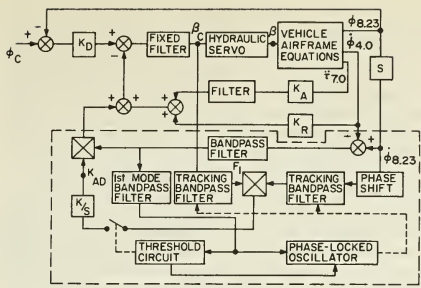 ϕ8.23
+
−
KD
+
−
FIXED
FILTER
βC
HYDRAULIC
SERVO
β
VEHICLE
AIRFRAME
EQUATIONS
ϕ̇4.0
ϕC
τ̈7.0
S
FILTER
KA
+
+
+
+
KR
BANDPASS
FILTER
−
+
ϕ̇8.23
KAD
1st MODE
BANDPASS
FILTER
TRACKING
BANDPASS
FILTER
F1
TRACKING
BANDPASS
FILTER
PHASE
SHIFT
K/S
THRESHOLD
CIRCUIT
PHASE-LOCKED
OSCILLATOR